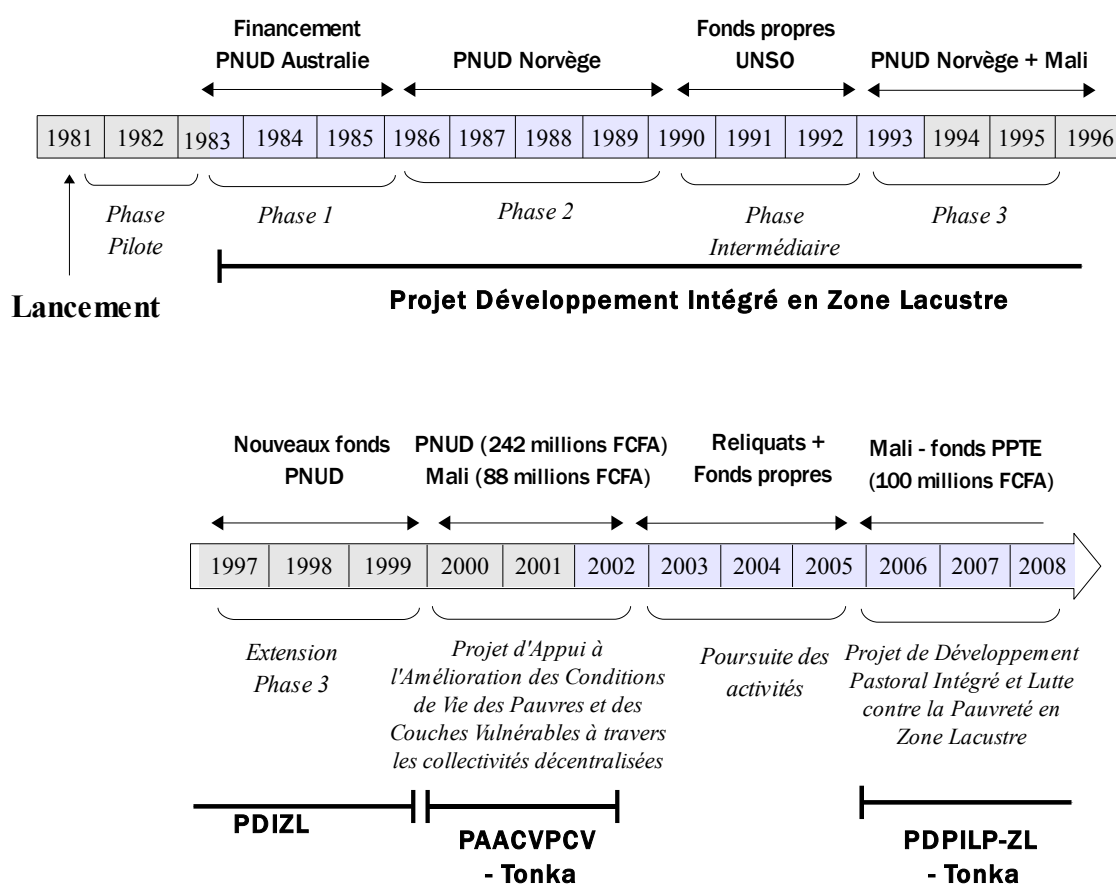 Financement
PNUD Australie
PNUD Norvège
Fonds propres
UNSO
PNUD Norvège + Mali
1981 1982 1983 1984 1985 1986 1987 1988 1989 1990 1991 1992 1993 1994 1995 1996
Phase
Pilote
Phase 1
Phase 2
Phase
Intermédiaire
Phase 3
Lancement
Projet Développement Intégré en Zone Lacustre
Nouveaux fonds
PNUD
PNUD (242 millions FCFA)
Mali (88 millions FCFA)
Reliquats +
Fonds propres
Mali - fonds PPTE
(100 millions FCFA)
1997 1998 1999 2000 2001 2002 2003 2004 2005 2006 2007 2008
Extension
Phase 3
Projet d'Appui à
l'Amélioration des Conditions
de Vie des Pauvres et des
Couches Vulnérables à travers
les collectivités décentralisées
Poursuite des
activités
Projet de Développement
Pastoral Intégré et Lutte
contre la Pauvreté en
Zone Lacustre
PDIZL
PAACVPCV
- Tonka
PDPILP-ZL
- Tonka